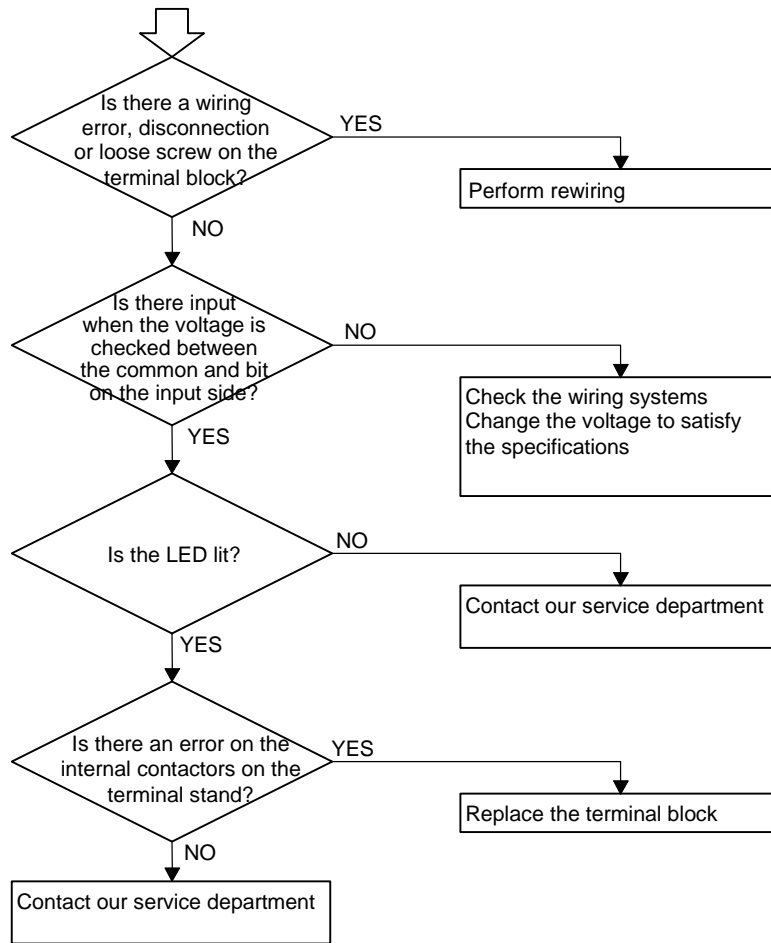 Is there a wiring
error, disconnection
or loose screw on the
terminal block?
YES
Perform rewiring
NO
Is there input
when the voltage is
checked between
the common and bit
on the input side?
NO
Check the wiring systems
Change the voltage to satisfy
the specifications
YES
Is the LED lit?
NO
Contact our service department
YES
Is there an error on the
internal contactors on the
terminal stand?
YES
Replace the terminal block
NO
Contact our service department